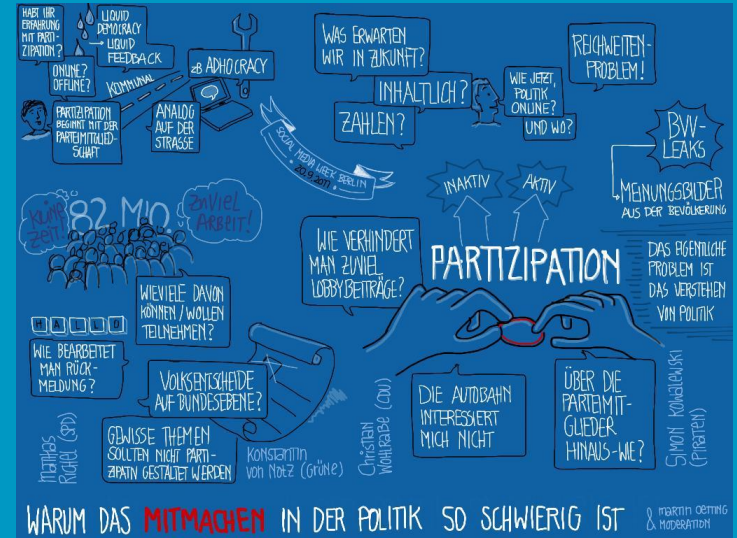 HABT IHR
ERFAHRUNG
MIT PARTI-
ZIPATION?
LIQUID
DEMOCRACY
→ LIQUID
FEEDBACK
ONLINE?
OFFLINE?
KOMMUNAL
zB ADHOCRACY
PARTIZIPATION
BEGINNT MIT DER
PARTEIMITGLIED-
SCHAFT
ANALOG
AUF DER
STRASSE
WAS ERWARTEN
WIR IN ZUKUNFT?
INHALTLICH?
ZAHLEN?
WIE JETZT,
POLITIK
ONLINE?
UND WO?
REICHWEITEN-
PROBLEM!
SOCIAL MEDIA WEEK BERLIN
20.9.2011
BVV-
LEAKS
MEINUNGSBILDER
AUS DER BEVÖLKERUNG
INAKTIV
AKTIV
PARTIZIPATION
KEINE
ZEIT!
82 MIO.
ZUVIEL
ARBEIT!
WIE VERHINDERT
MAN ZUVIEL
LOBBYBEITRÄGE?
DAS EIGENTLICHE
PROBLEM IST
DAS VERSTEHEN
VON POLITIK
WIEVIELE DAVON
KÖNNEN/WOLLEN
TEILNEHMEN?
HALLO
WIE BEARBEITET
MAN RÜCK-
MELDUNG?
VOLKSENTSCHEIDE
AUF BUNDESEBENE?
GEWISSE THEMEN
SOLLTEN NICHT PARTI-
ZIPATIV GESTALTET WERDEN
DIE AUTOBAHN
INTERESSIERT
MICH NICHT
ÜBER DIE
PARTEIMIT-
GLIEDER
HINAUS-WIE?
MATTHIAS
RICHEL (SPD)
KONSTANTIN
VON NOTZ (GRÜNE)
CHRISTIAN
WOHLRABE (CDU)
SIMON KOWALEWSKI
(PIRATEN)
WARUM DAS MITMACHEN IN DER POLITIK SO SCHWIERIG IST
& MARTIN OETTING
MODERATION